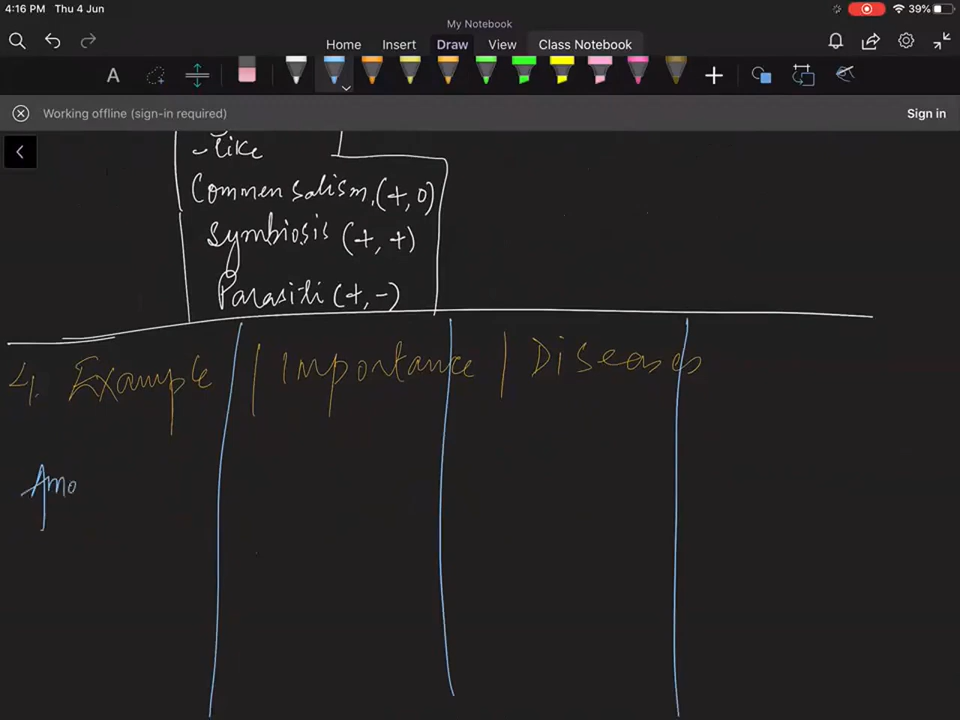 4:16 PM Thu 4 Jun 39%
My Notebook
Home Insert Draw View Class Notebook
A
Working offline (sign-in required) Sign in
like
Commensalism, (+, 0)
Symbiosis (+, +)
Parasiti (+, -)
4. Example | Importance | Diseases
Amo